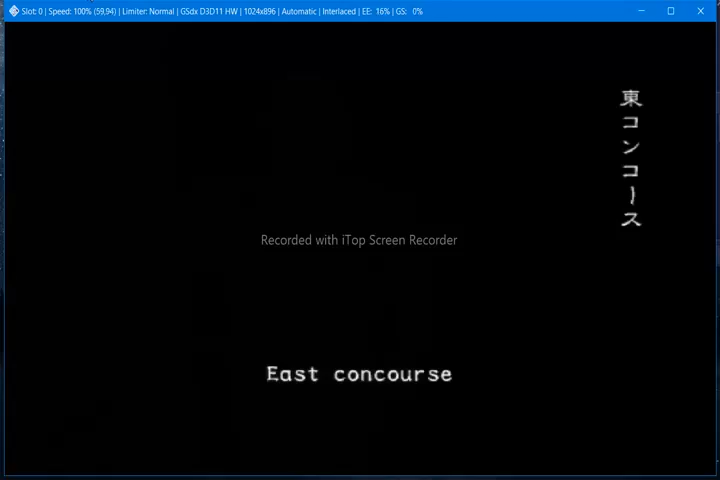 Slot: 0 | Speed: 100% (59,94) | Limiter: Normal | GSdx D3D11 HW | 1024x896 | Automatic | Interlaced | EE: 16% | GS: 0%
東コンコース
Recorded with iTop Screen Recorder
East concourse